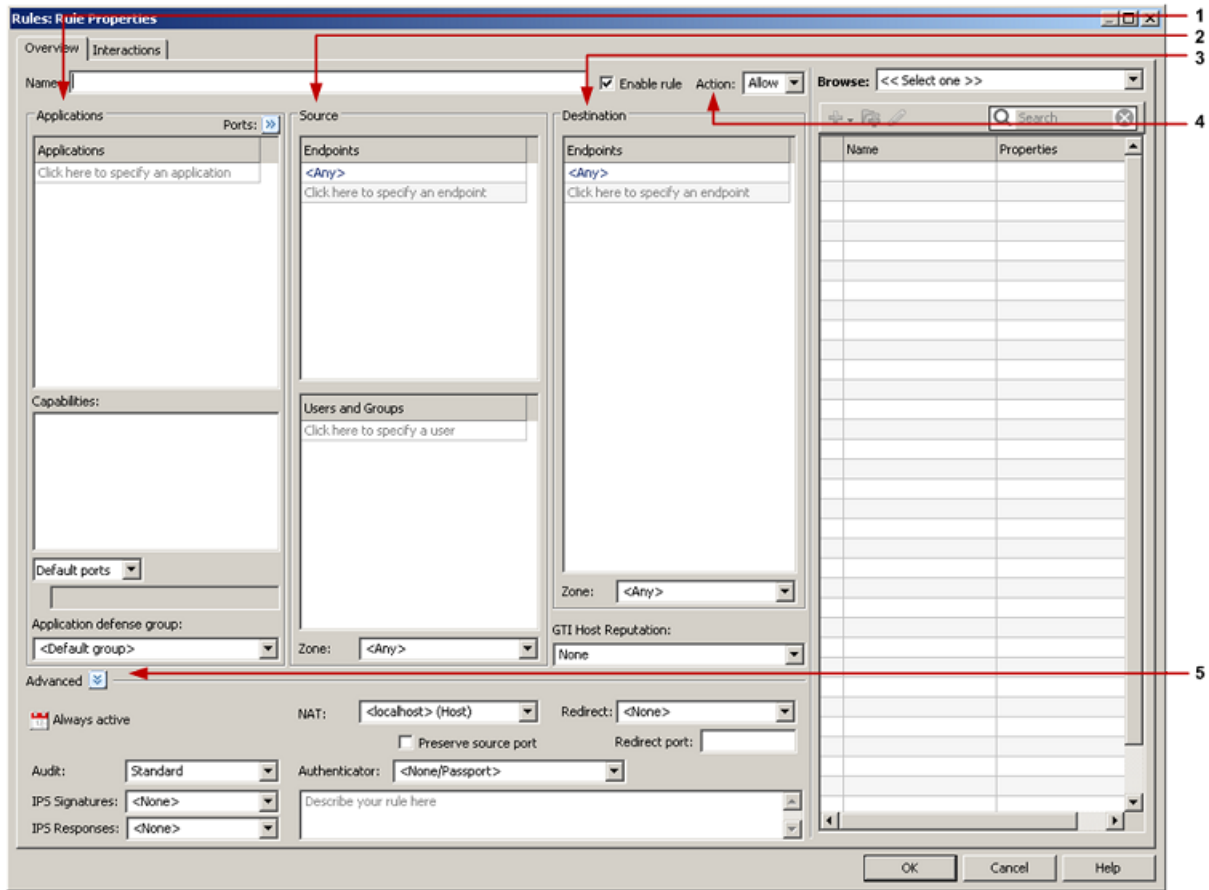 Rules: Rule Properties
1
2
3
4
5
Overview
Interactions
Name:
Enable rule
Action:
Allow
Browse:
<< Select one >>
Applications
Ports:
Applications
Click here to specify an application
Capabilities:
Default ports
Application defense group:
<Default group>
Source
Endpoints
<Any>
Click here to specify an endpoint
Users and Groups
Click here to specify a user
Zone:
<Any>
Destination
Endpoints
<Any>
Click here to specify an endpoint
Zone:
<Any>
GTI Host Reputation:
None
Search
Name
Properties
Advanced
Always active
NAT:
<localhost> (Host)
Redirect:
<None>
Preserve source port
Redirect port:
Audit:
Standard
Authenticator:
<None/Passport>
IPS Signatures:
<None>
Describe your rule here
IPS Responses:
<None>
OK
Cancel
Help